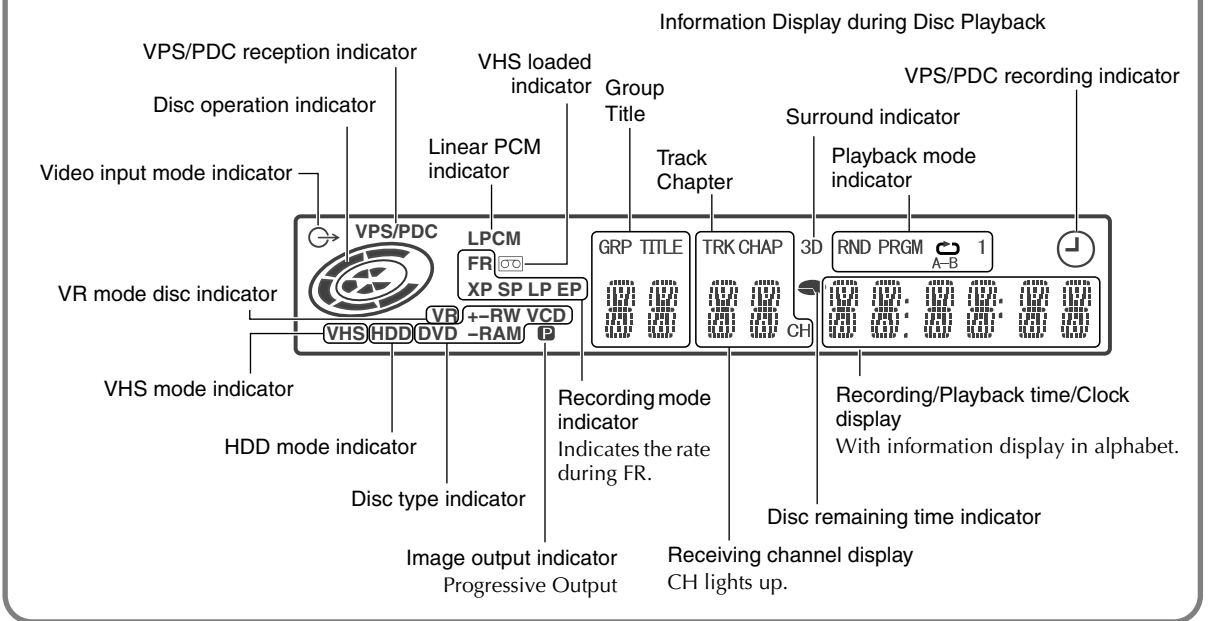 Information Display during Disc Playback
VPS/PDC reception indicator
VHS loaded
indicator
Group
Title
VPS/PDC recording indicator
Disc operation indicator
Surround indicator
Linear PCM
indicator
Track
Chapter
Playback mode
indicator
Video input mode indicator
VPS/PDC
LPCM
GRP TITLE
TRK CHAP
3D
RND PRGM 1
A-B
FR
XP SP LP EP
VR mode disc indicator
VR +-RW VCD
VHS HDD DVD -RAM P
CH
VHS mode indicator
Recording mode
indicator
Indicates the rate
during FR.
Recording/Playback time/Clock
display
With information display in alphabet.
HDD mode indicator
Disc type indicator
Disc remaining time indicator
Image output indicator
Progressive Output
Receiving channel display
CH lights up.